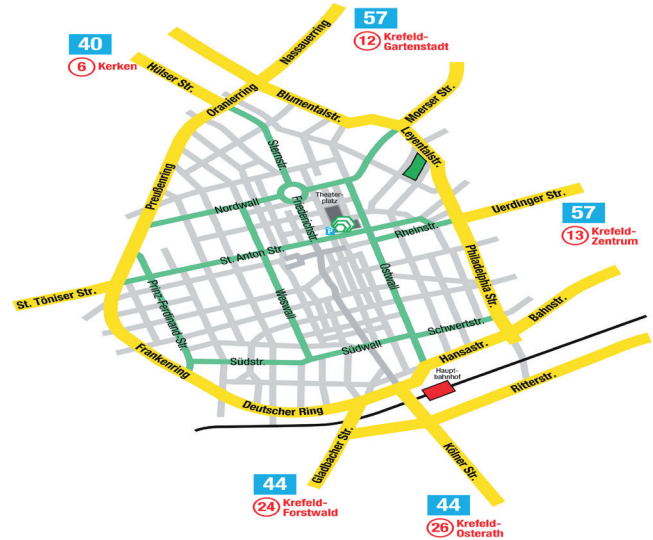 57
12 Krefeld-
Gartenstadt
40
6 Kerken
Nassauerring
Hülser Str.
Oranierring
Blumentalstr.
Moerser Str.
Leyentalstr.
Sternstr.
Preußenring
Theater-
platz
Nordwall
Friederichstr.
P
Rheinstr.
Uerdinger Str.
57
13 Krefeld-
Zentrum
St. Anton Str.
Ostwall
Philadelphia Str.
St. Töniser Str.
Prinz-Ferdinand-Str.
Weswall
Bahnstr.
Schwertstr.
Südwall
Südstr.
Frankenring
Hansastr.
Haupt-
bahnhof
Ritterstr.
Deutscher Ring
Gladbacher Str.
Kölner Str.
44
24 Krefeld-
Forstwald
44
26 Krefeld-
Osterath